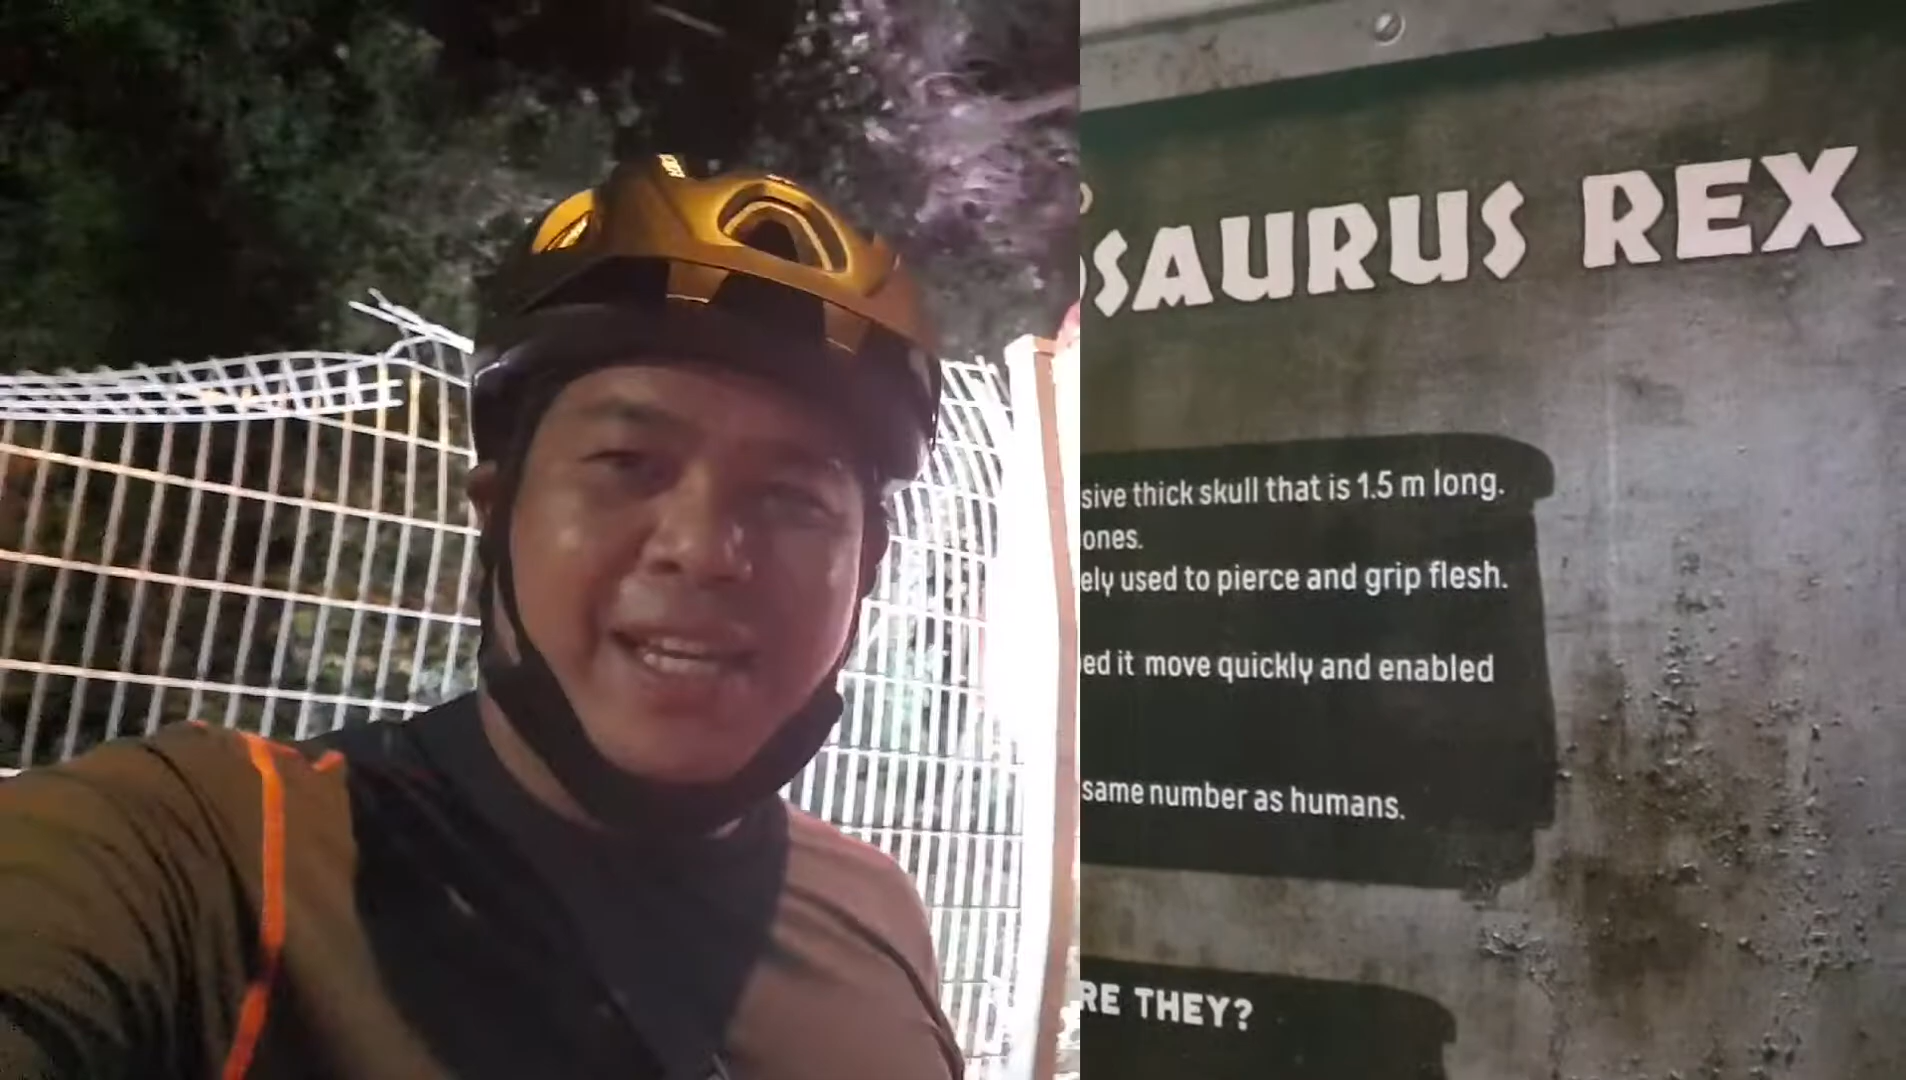 SAURUS REX
sive thick skull that is 1.5 m long.
ones.
ely used to pierce and grip flesh.
ed it move quickly and enabled
same number as humans.
RE THEY?